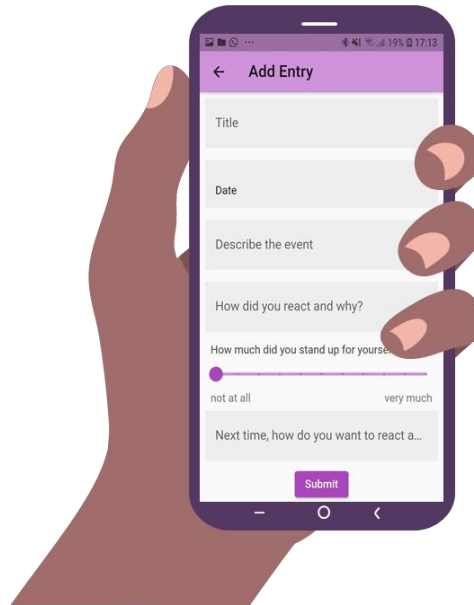 19% 17:13
Add Entry
Title
Date
Describe the event
How did you react and why?
How much did you stand up for
not at all very much
Next time, how do you want to react a...
Submit